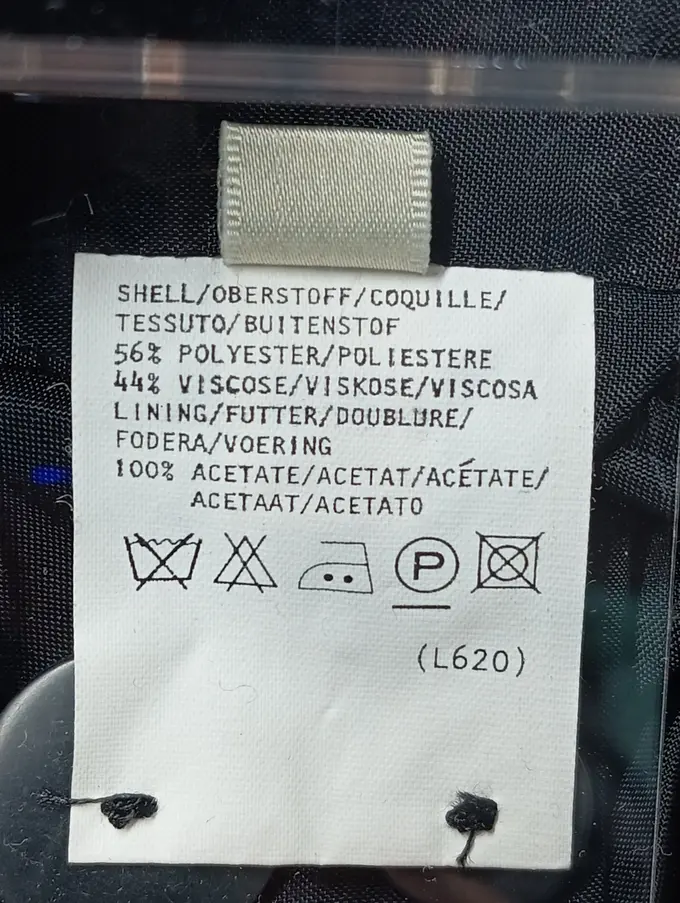 SHELL/OBERSTOFF/COQUILLE/
TESSUTO/BUITENSTOF
56% POLYESTER/POLIESTERE
44% VISCOSE/VISKOSE/VISCOSA
LINING/FUTTER/DOUBLURE/
FODERA/VOERING
100% ACETATE/ACETAT/ACÉTATE/
ACETAAT/ACETATO
P
(L620)